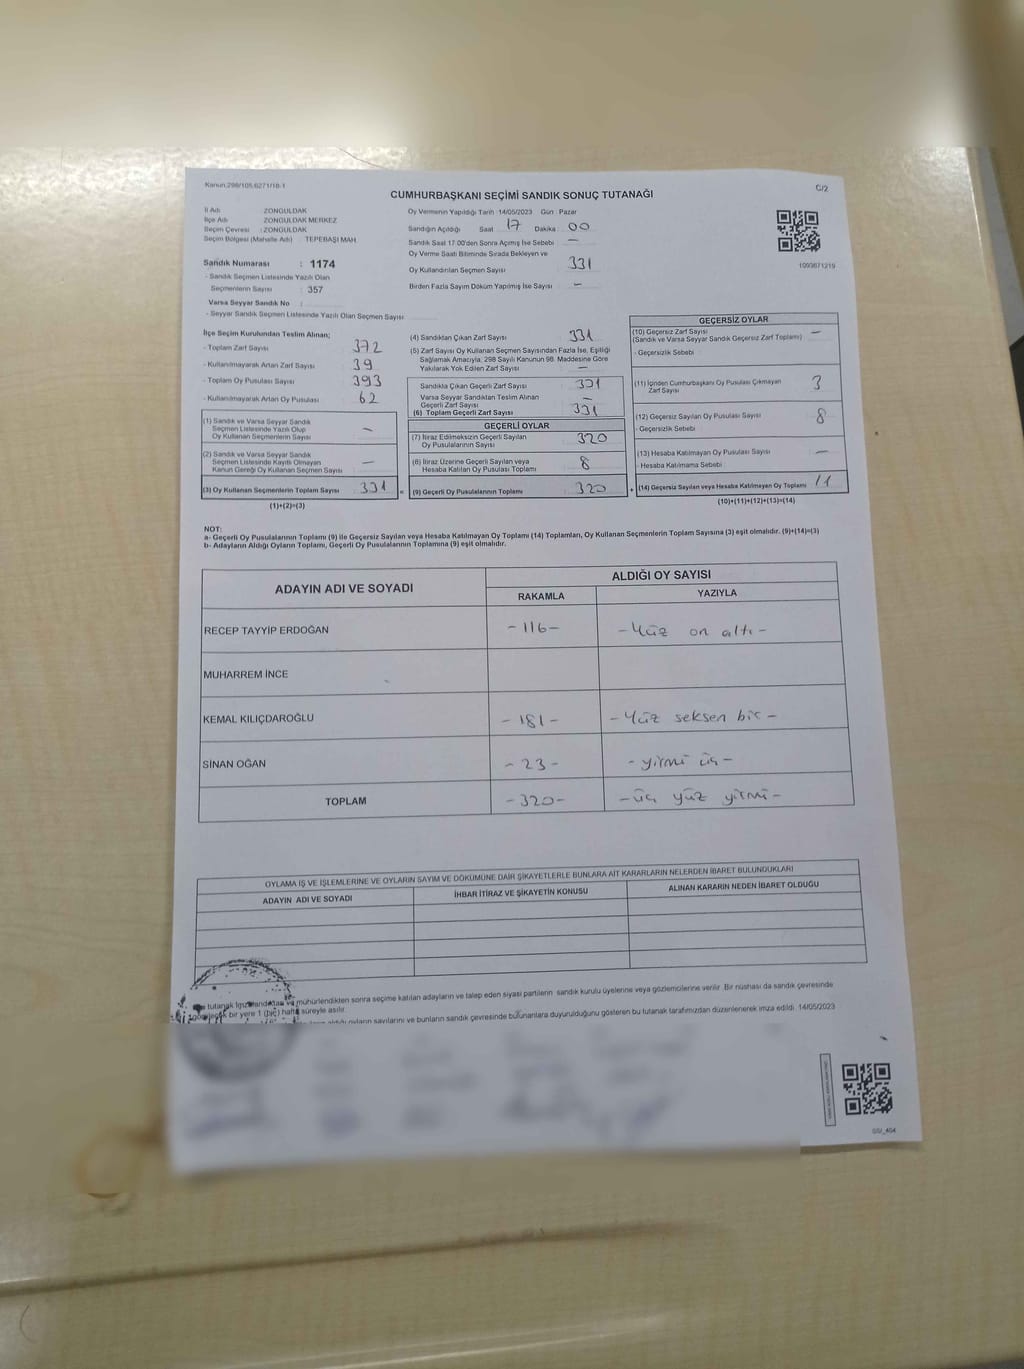 Kanun:298/105,6271/18-1
C/2
CUMHURBAŞKANI SEÇİMİ SANDIK SONUÇ TUTANAĞI
İl Adı : ZONGULDAK
İlçe Adı : ZONGULDAK MERKEZ
Seçim Çevresi : ZONGULDAK
Seçim Bölgesi (Mahalle Adı) : TEPEBAŞI MAH.
Sandık Numarası : 1174
- Sandık Seçmen Listesinde Yazılı Olan
Seçmenlerin Sayısı : 357
Varsa Seyyar Sandık No :
- Seyyar Sandık Seçmen Listesinde Yazılı Olan Seçmen Sayısı
Oy Vermenin Yapıldığı Tarih :14/05/2023 Gün : Pazar
Sandığın Açıldığı Saat 17 Dakika 00
Sandık Saat 17.00'den Sonra Açımış İse Sebebi —
Oy Verme Saati Bitiminde Sırada Bekleyen ve
Oy Kullandırılan Seçmen Sayısı 331
Birden Fazla Sayım Döküm Yapılmış İse Sayısı –
1093671219
İlçe Seçim Kurulundan Teslim Alınan;
- Toplam Zarf Sayısı 372
- Kullanılmayarak Artan Zarf Sayısı 39
- Toplam Oy Pusulası Sayısı 393
- Kullanılmayarak Artan Oy Pusulası 62
(1) Sandık ve Varsa Seyyar Sandık
Seçmen Listesinde Yazılı Olup
Oy Kullanan Seçmenlerin Sayısı –
(2) Sandık ve Varsa Seyyar Sandık
Seçmen Listesinde Kayıtlı Olmayan
Kanun Gereği Oy Kullanan Seçmen Sayısı —
(3) Oy Kullanan Seçmenlerin Toplam Sayısı 331
(1)+(2)=(3)
=
(4) Sandıktan Çıkan Zarf Sayısı 331
(5) Zarf Sayısı Oy Kullanan Seçmen Sayısından Fazla İse, Eşitliği
Sağlamak Amacıyla, 298 Sayılı Kanunun 98. Maddesine Göre
Yakılarak Yok Edilen Zarf Sayısı —
Sandıkla Çıkan Geçerli Zarf Sayısı 331
Varsa Seyyar Sandıktan Teslim Alınan
Geçerli Zarf Sayısı –
(6) Toplam Geçerli Zarf Sayısı 331
GEÇERLİ OYLAR
(7) İtiraz Edilmeksizin Geçerli Sayılan
Oy Pusulalarının Sayısı 320
(8) İtiraz Üzerine Geçerli Sayılan veya
Hesaba Katılan Oy Pusulası Toplamı 8
(9) Geçerli Oy Pusulalarının Toplamı 320
+
GEÇERSİZ OYLAR
(10) Geçersiz Zarf Sayısı —
(Sandık ve Varsa Seyyar Sandık Geçersiz Zarf Toplamı)
- Geçersizlik Sebebi
(11) İçinden Cumhurbaşkanı Oy Pusulası Çıkmayan
Zarf Sayısı 3
(12) Geçersiz Sayılan Oy Pusulası Sayısı 8
- Geçersizlik Sebebi
(13) Hesaba Katılmayan Oy Pusulası Sayısı —
- Hesaba Katılmama Sebebi
(14) Geçersiz Sayılan veya Hesaba Katılmayan Oy Toplamı 11
(10)+(11)+(12)+(13)=(14)
NOT:
a- Geçerli Oy Pusulalarının Toplamı (9) ile Geçersiz Sayılan veya Hesaba Katılmayan Oy Toplamı (14) Toplamları, Oy Kullanan Seçmenlerin Toplam Sayısına (3) eşit olmalıdır. (9)+(14)=(3)
b- Adayların Aldığı Oyların Toplamı, Geçerli Oy Pusulalarının Toplamına (9) eşit olmalıdır.
ADAYIN ADI VE SOYADI
ALDIĞI OY SAYISI
RAKAMLA YAZIYLA
RECEP TAYYİP ERDOĞAN -116- -Yüz on altı-
MUHARREM İNCE
KEMAL KILIÇDAROĞLU -181- -Yüz seksen bir-
SİNAN OĞAN -23- -yirmi üç-
TOPLAM -320- -üç yüz yirmi-
OYLAMA İŞ VE İŞLEMLERİNE VE OYLARIN SAYIM VE DÖKÜMÜNE DAİR ŞİKAYETLERLE BUNLARA AİT KARARLARIN NELERDEN İBARET BULUNDUKLARI
ADAYIN ADI VE SOYADI İHBAR İTİRAZ VE ŞİKAYETİN KONUSU ALINAN KARARIN NEDEN İBARET OLDUĞU
tutanak imzalandıktan ve mühürlendikten sonra seçime katılan adayların ve talep eden siyasi partilerin sandık kurulu üyelerine veya gözlemcilerine verilir. Bir nüshası da sandık çevresinde
bir yere 1 (bir) hafta süreyle asılır.
aldığı oyların sayılarını ve bunların sandık çevresinde bulunanlara duyurulduğunu gösteren bu tutanak tarafımızdan düzenlenerek imza edildi. 14/05/2023